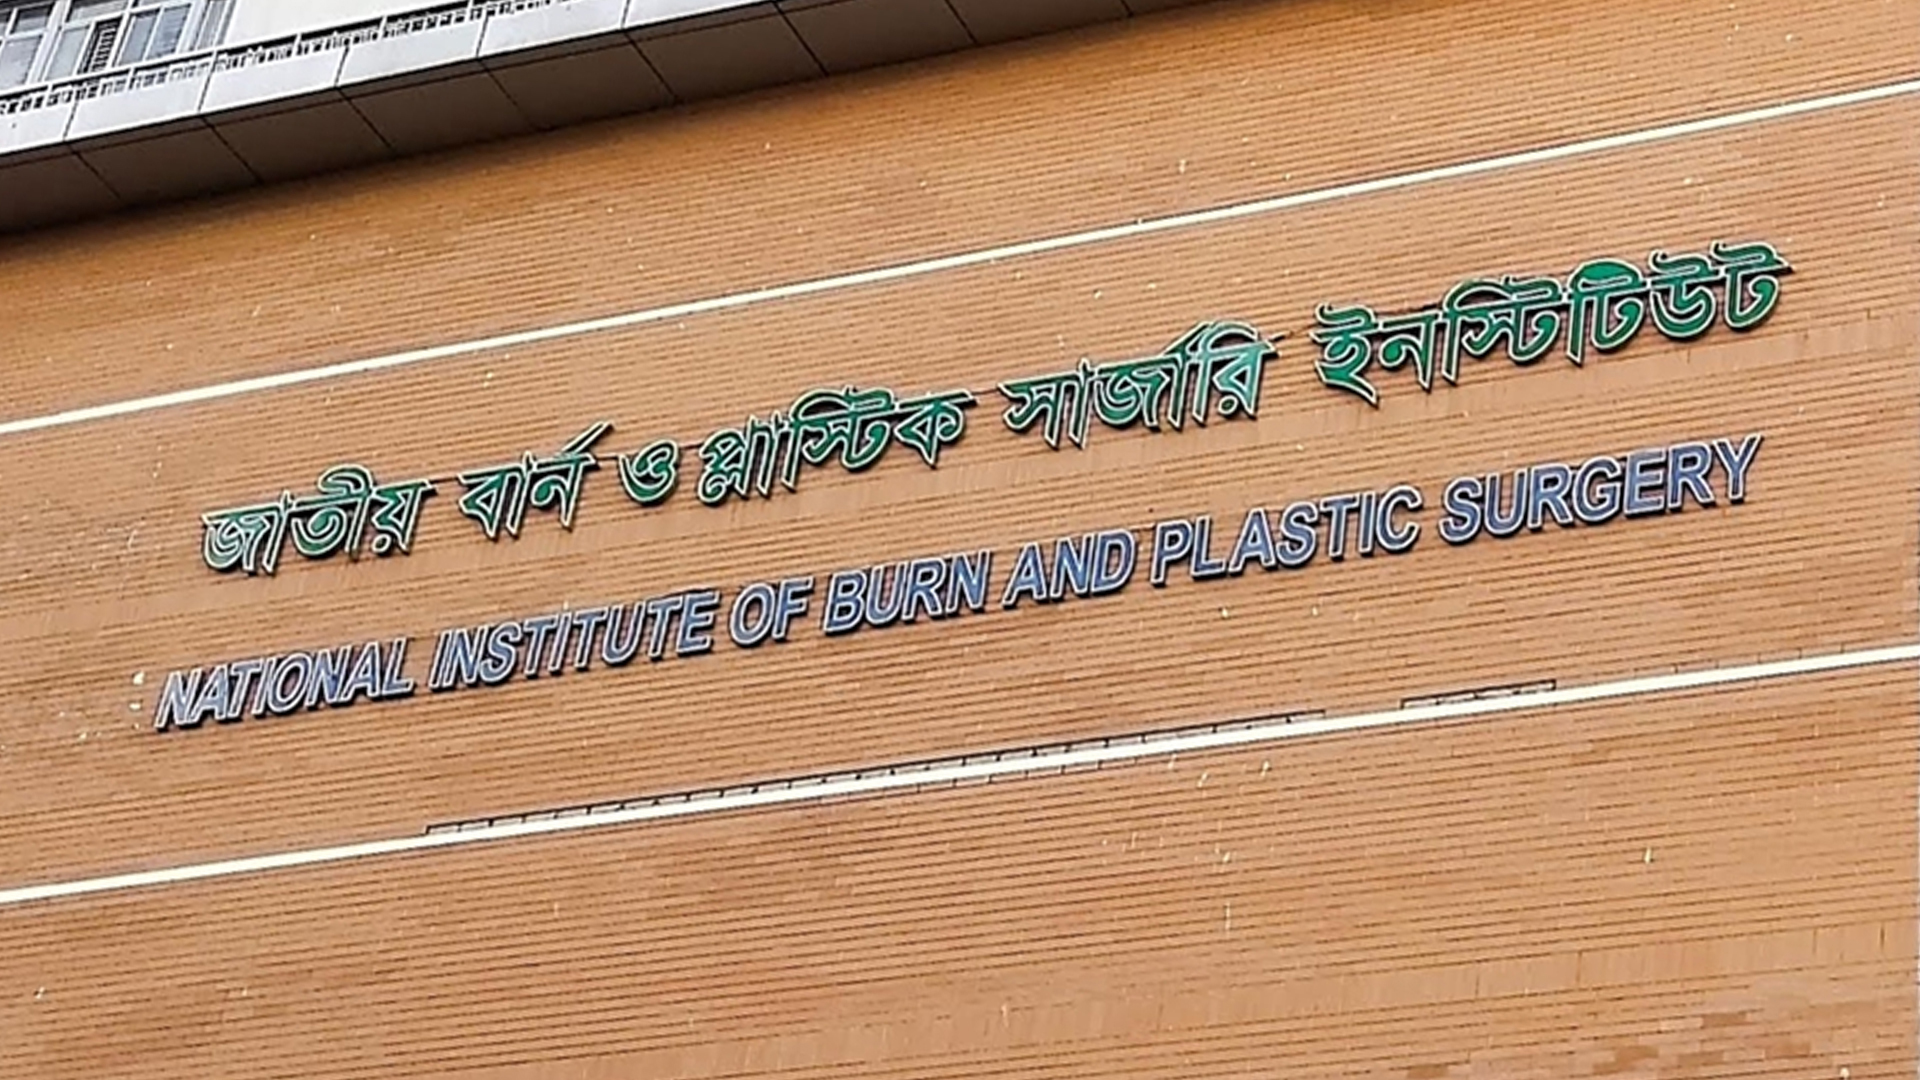 জাতীয় বার্ন ও প্লাস্টিক সার্জারি ইনস্টিটিউট
NATIONAL INSTITUTE OF BURN AND PLASTIC SURGERY